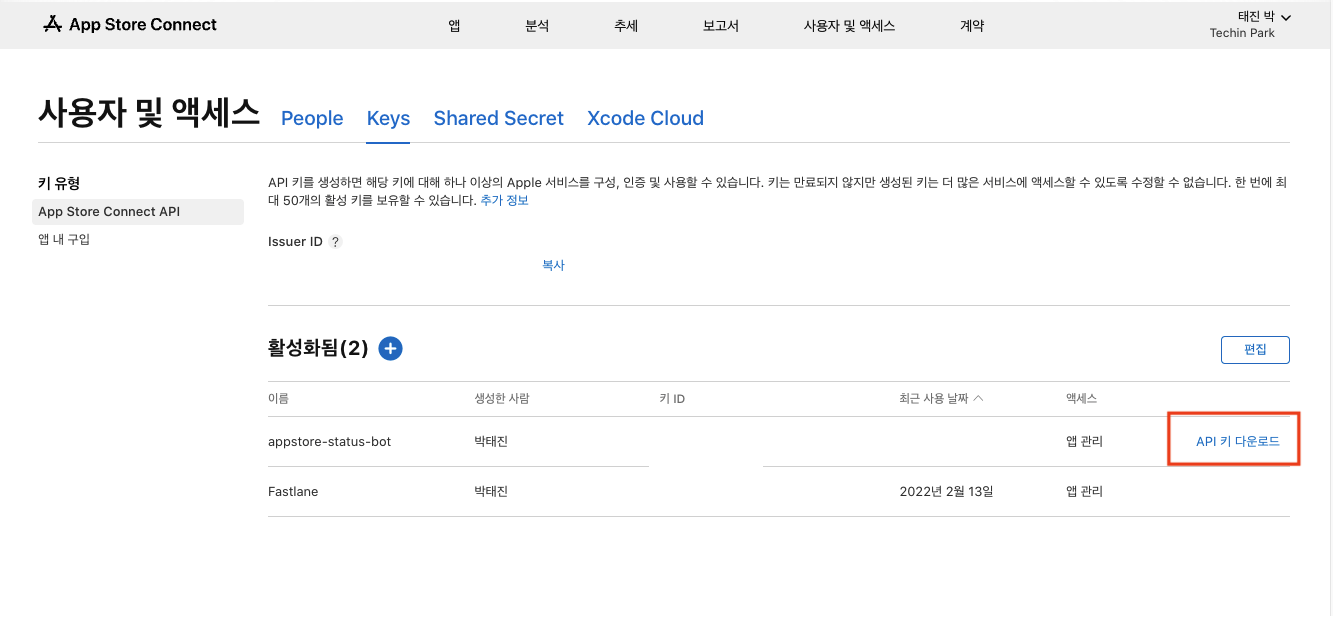 App Store Connect
앱 분석 추세 보고서 사용자 및 액세스 계약
태진 박
Techin Park
사용자 및 액세스 People Keys Shared Secret Xcode Cloud
키 유형
App Store Connect API
앱 내 구입
API 키를 생성하면 해당 키에 대해 하나 이상의 Apple 서비스를 구성, 인증 및 사용할 수 있습니다. 키는 만료되지 않지만 생성된 키는 더 많은 서비스에 액세스할 수 있도록 수정할 수 없습니다. 한 번에 최
대 50개의 활성 키를 보유할 수 있습니다. 추가 정보
Issuer ID ?
복사
활성화됨(2)
편집
이름 생성한 사람 키 ID 최근 사용 날짜 액세스
appstore-status-bot 박태진 앱 관리 API 키 다운로드
Fastlane 박태진 2022년 2월 13일 앱 관리